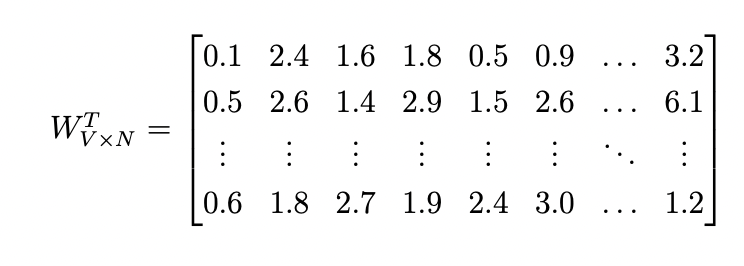 0.1 2.4 1.6 1.8 0.5 0.9 … 3.2
0.5 2.6 1.4 2.9 1.5 2.6 … 6.1
W^T_{V×N} = ⋮ ⋮ ⋮ ⋮ ⋮ ⋮ ⋱ ⋮
0.6 1.8 2.7 1.9 2.4 3.0 … 1.2